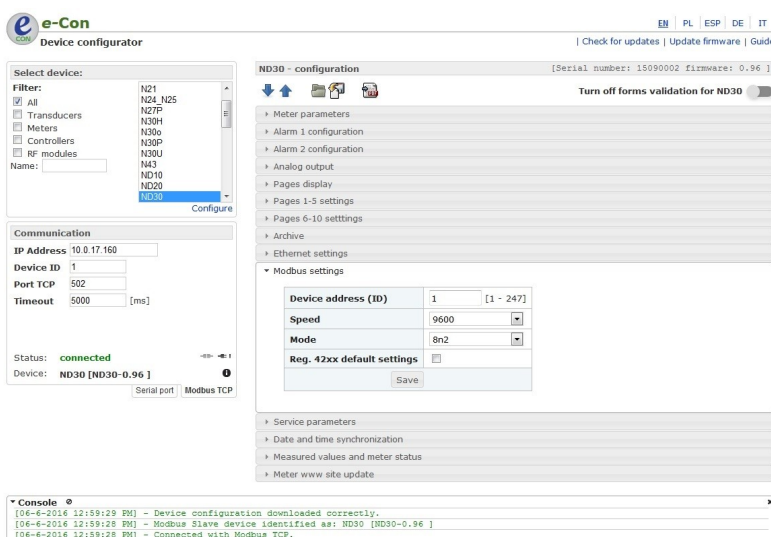 e-Con
CON
Device configurator
EN | PL | ESP | DE | IT
| Check for updates | Update firmware | Guide
Select device:
Filter:
All
Transducers
Meters
Controllers
RF modules
Name:
N21
N24_N25
N27P
N30H
N30o
N30P
N30U
N43
ND10
ND20
ND30
Configure
Communication
IP Address 10.0.17.160
Device ID 1
Port TCP 502
Timeout 5000 [ms]
Status: connected
Device: ND30 [ND30-0.96 ]
Serial port Modbus TCP
ND30 - configuration [Serial number: 15090002 firmware: 0.96 ]
Turn off forms validation for ND30
Meter parameters
Alarm 1 configuration
Alarm 2 configuration
Analog output
Pages display
Pages 1-5 settings
Pages 6-10 setttings
Archive
Ethernet settings
Modbus settings
Device address (ID) 1 [1 - 247]
Speed 9600
Mode 8n2
Reg. 42xx default settings
Save
Service parameters
Date and time synchronization
Measured values and meter status
Meter www site update
Console
[06-6-2016 12:59:29 PM] - Device configuration downloaded correctly.
[06-6-2016 12:59:28 PM] - Modbus Slave device identified as: ND30 [ND30-0.96 ]
[06-6-2016 12:59:28 PM] - Connected with Modbus TCP.